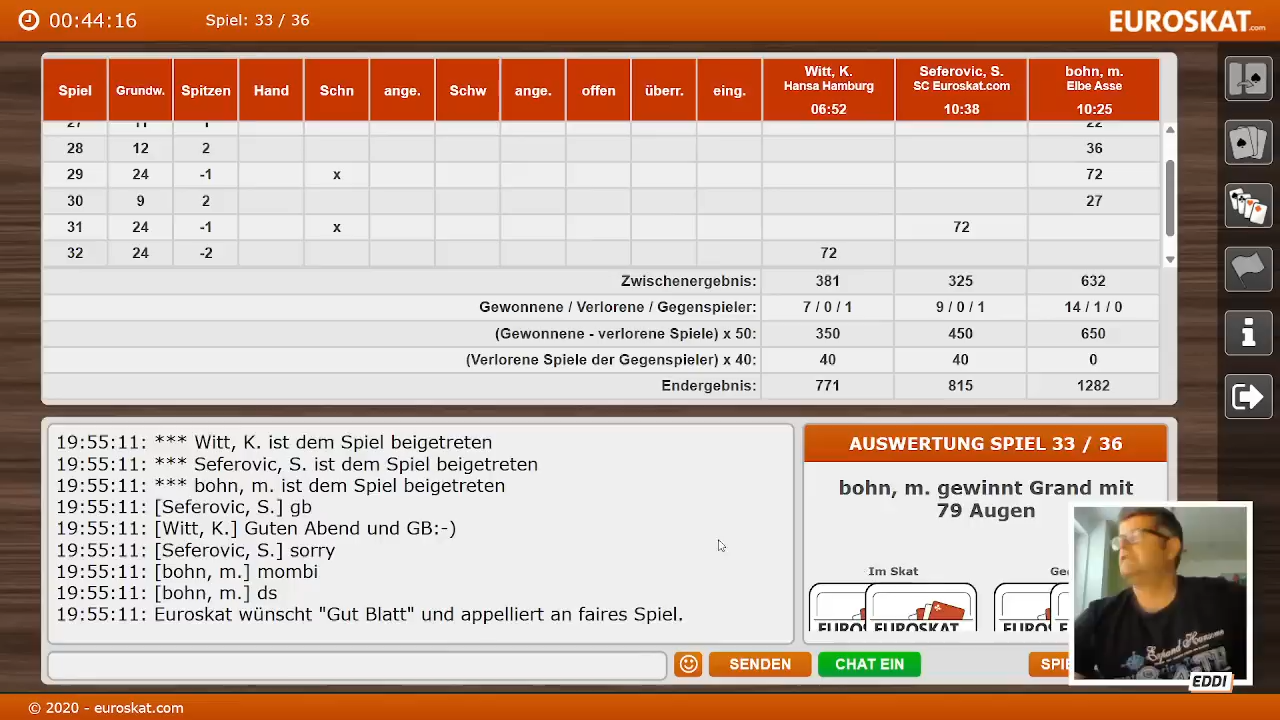 00:44:16 Spiel: 33 / 36 EUROSKAT.com
Spiel Grundw. Spitzen Hand Schn ange. Schw ange. offen überr. eing. Witt, K. Hansa Hamburg 06:52 Seferovic, S. SC Euroskat.com 10:38 bohn, m. Elbe Asse 10:25
27 11 1 22
28 12 2 36
29 24 -1 x 72
30 9 2 27
31 24 -1 x 72
32 24 -2 72
Zwischenergebnis: 381 325 632
Gewonnene / Verlorene / Gegenspieler: 7 / 0 / 1 9 / 0 / 1 14 / 1 / 0
(Gewonnene - verlorene Spiele) x 50: 350 450 650
(Verlorene Spiele der Gegenspieler) x 40: 40 40 0
Endergebnis: 771 815 1282
19:55:11: *** Witt, K. ist dem Spiel beigetreten
19:55:11: *** Seferovic, S. ist dem Spiel beigetreten
19:55:11: *** bohn, m. ist dem Spiel beigetreten
19:55:11: [Seferovic, S.] gb
19:55:11: [Witt, K.] Guten Abend und GB:-)
19:55:11: [Seferovic, S.] sorry
19:55:11: [bohn, m.] mombi
19:55:11: [bohn, m.] ds
19:55:11: Euroskat wünscht "Gut Blatt" und appelliert an faires Spiel.
AUSWERTUNG SPIEL 33 / 36
bohn, m. gewinnt Grand mit
79 Augen
Im Skat
EUROSKAT
SENDEN CHAT EIN
EDDI
© 2020 - euroskat.com